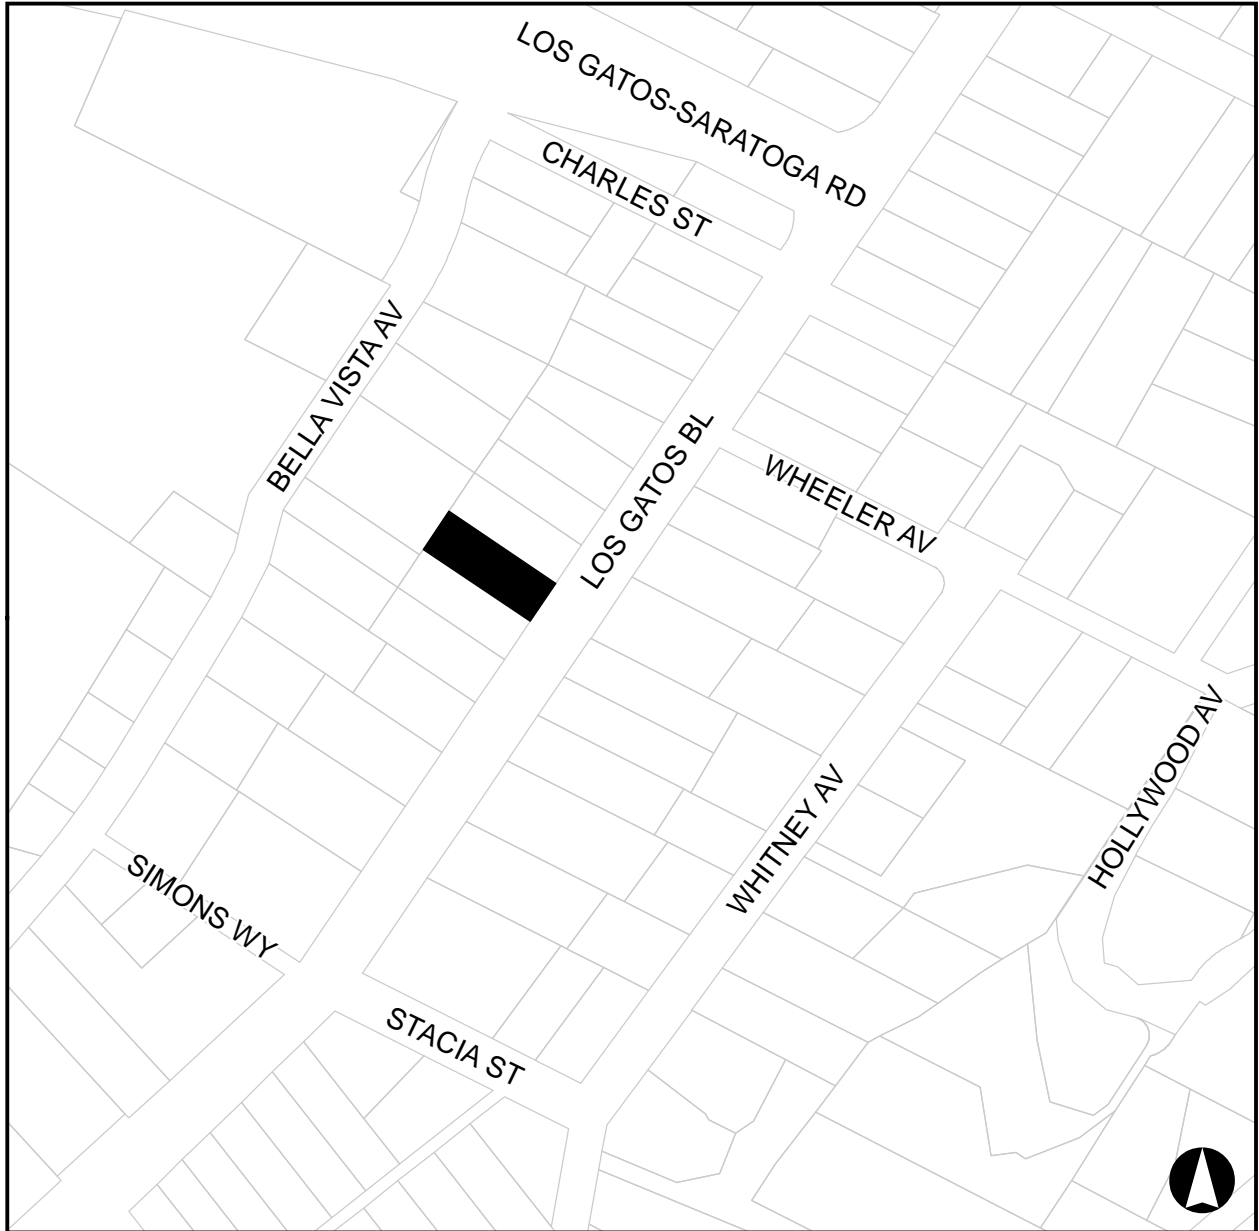 LOS GATOS-SARATOGA RD
CHARLES ST
BELLA VISTA AV
LOS GATOS BL
WHEELER AV
HOLLYWOOD AV
WHITNEY AV
SIMONS WY
STACIA ST